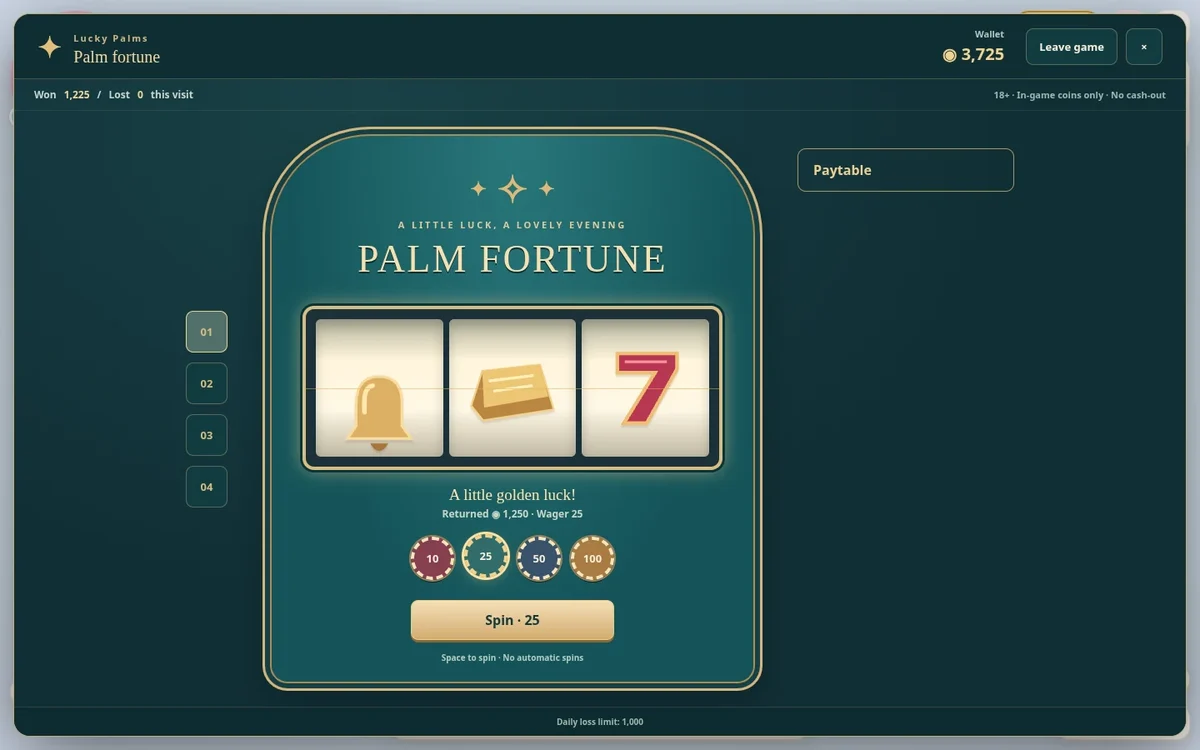 Lucky Palms
Palm fortune
Wallet
3,725
Leave game
×
Won 1,225 / Lost 0 this visit
18+ · In-game coins only · No cash-out
Paytable
A LITTLE LUCK, A LOVELY EVENING
PALM FORTUNE
01
02
03
04
7
A little golden luck!
Returned ◉ 1,250 · Wager 25
10
25
50
100
Spin · 25
Space to spin · No automatic spins
Daily loss limit: 1,000